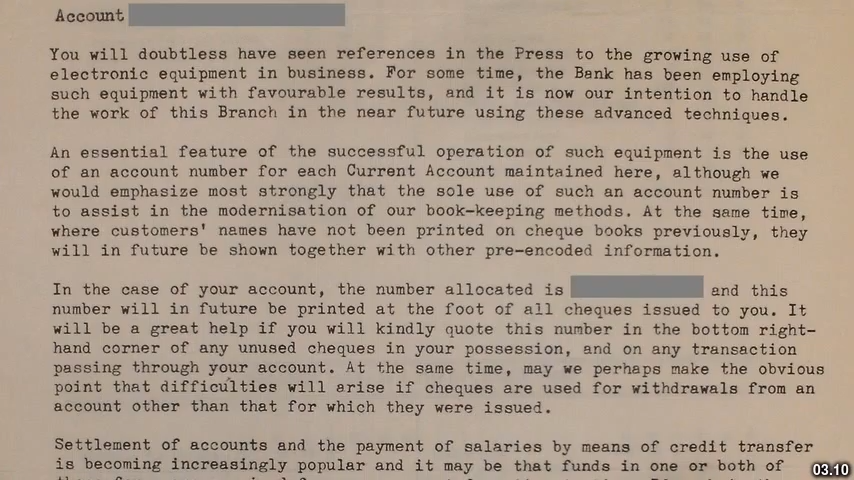 Account
You will doubtless have seen references in the Press to the growing use of
electronic equipment in business. For some time, the Bank has been employing
such equipment with favourable results, and it is now our intention to handle
the work of this Branch in the near future using these advanced techniques.
An essential feature of the successful operation of such equipment is the use
of an account number for each Current Account maintained here, although we
would emphasize most strongly that the sole use of such an account number is
to assist in the modernisation of our book-keeping methods. At the same time,
where customers' names have not been printed on cheque books previously, they
will in future be shown together with other pre-encoded information.
In the case of your account, the number allocated is and this
number will in future be printed at the foot of all cheques issued to you. It
will be a great help if you will kindly quote this number in the bottom right-
hand corner of any unused cheques in your possession, and on any transaction
passing through your account. At the same time, may we perhaps make the obvious
point that difficulties will arise if cheques are used for withdrawals from an
account other than that for which they were issued.
Settlement of accounts and the payment of salaries by means of credit transfer
is becoming increasingly popular and it may be that funds in one or both of
03.10